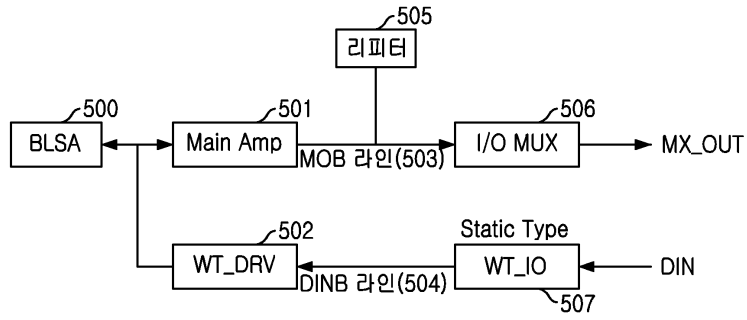 505
리피터
500
BLSA
501
Main Amp
MOB 라인(503)
506
I/O MUX
MX_OUT
502
WT_DRV
DINB 라인(504)
Static Type
WT_IO
507
DIN